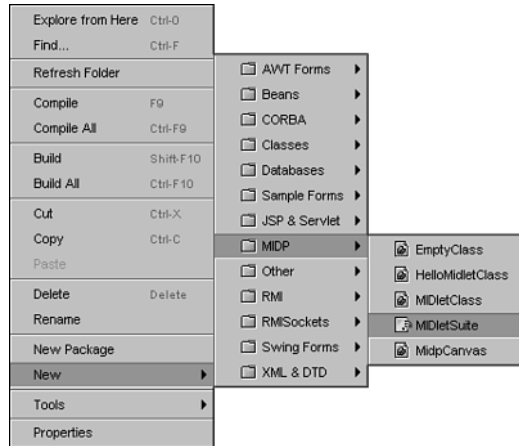 Explore from Here Ctrl-O
Find... Ctrl-F
Refresh Folder
Compile F9
Compile All Ctrl-F9
Build Shift-F10
Build All Ctrl-F10
Cut Ctrl-X
Copy Ctrl-C
Paste
Delete Delete
Rename
New Package
New
Tools
Properties
AWT Forms
Beans
CORBA
Classes
Databases
Sample Forms
JSP & Servlet
MIDP
Other
RMI
RMISockets
Swing Forms
XML & DTD
EmptyClass
HelloMidletClass
MIDletClass
MIDletSuite
MidpCanvas